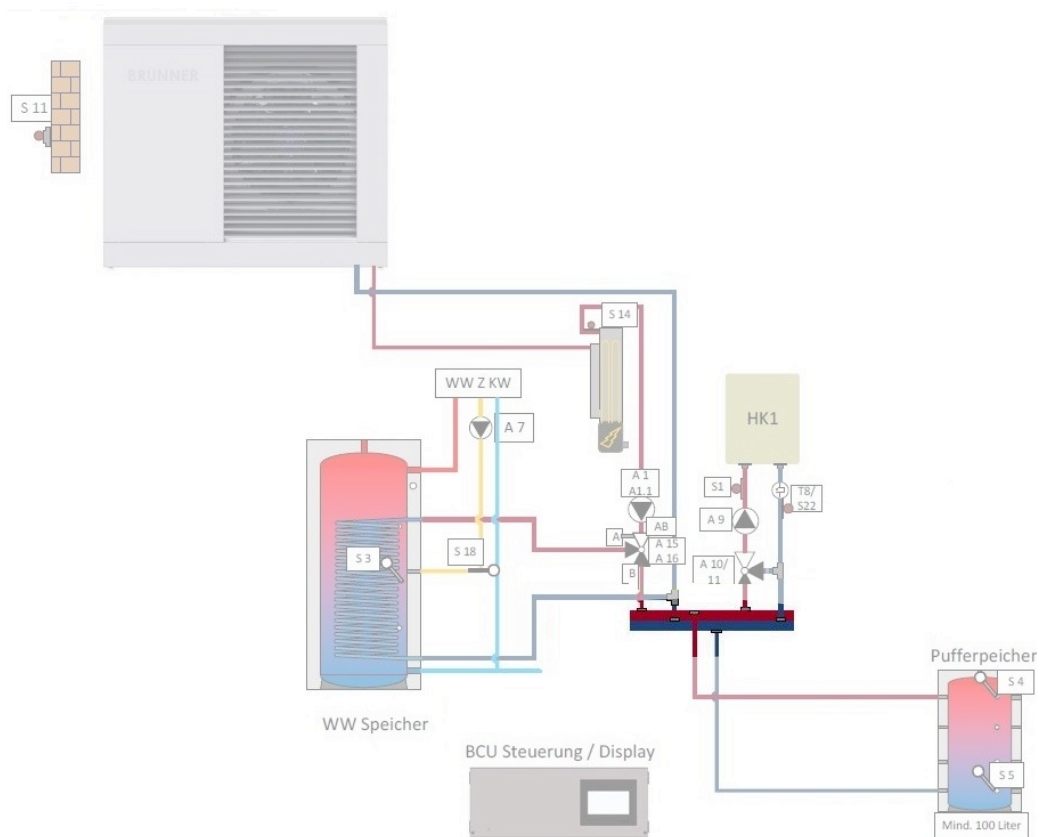 BRUNNER
S 11
S 14
WW Z KW
A 7
HK1
A 1
A1.1
S1
T8/
S22
A 9
AB
A
A 15
A 16
S 3
S 18
B
A 10/
11
Pufferpeicher
S 4
WW Speicher
BCU Steuerung / Display
S 5
Mind. 100 Liter